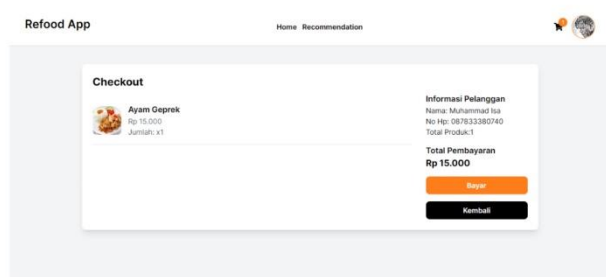 Refood App
Home Recommendation
Checkout
Ayam Geprek
Rp 15.000
Jumlah: x1
Informasi Pelanggan
Nama: Muhammad Isa
No Hp: 087833380740
Total Produk:1
Total Pembayaran
Rp 15.000
Bayar
Kembali